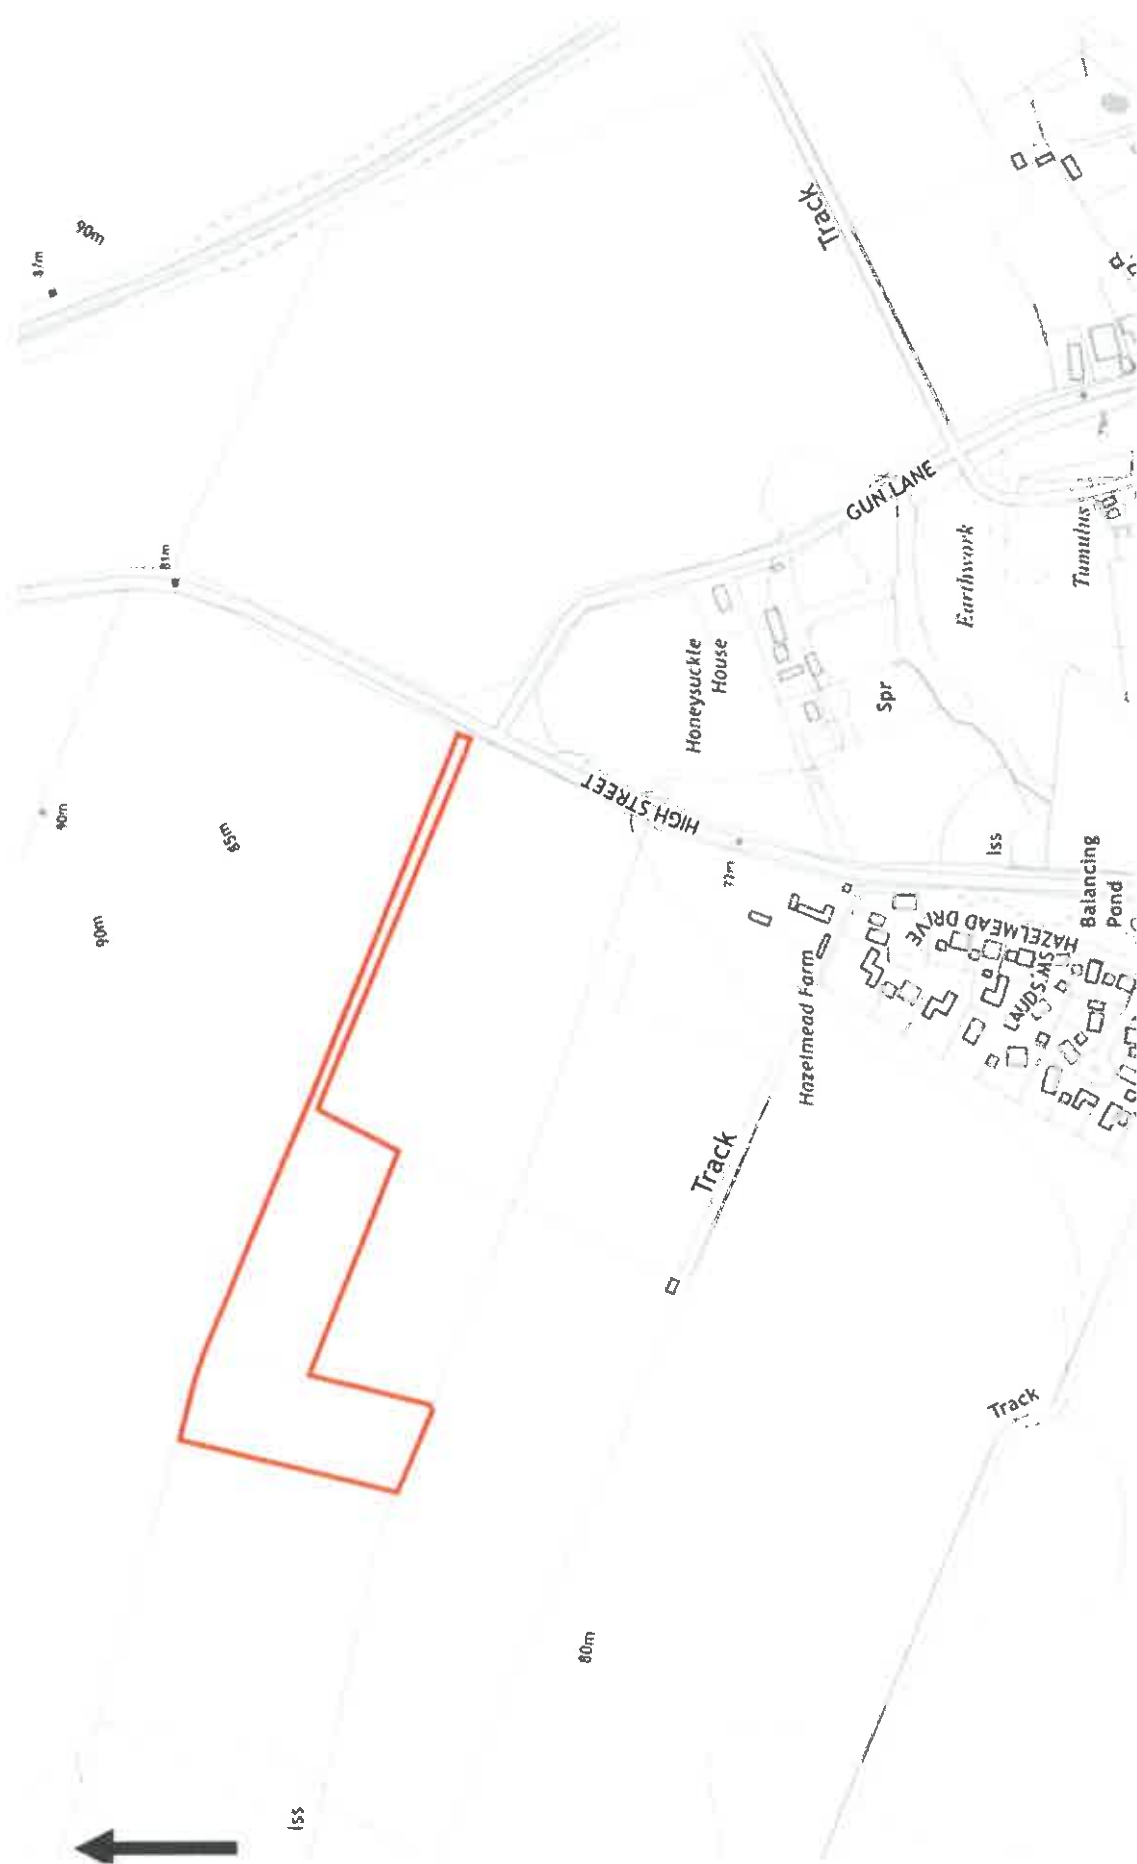 90m
90m
90m
85m
Iss
80m
HIGH STREET
Honeysuckle
House
Track
77m
Hazelmead Farm
Track
Spr
GUN LANE
Earthwork
HAZELMEAD DRIVE
Iss
Track
LAUDS
Tumulus
Balancing
Pond